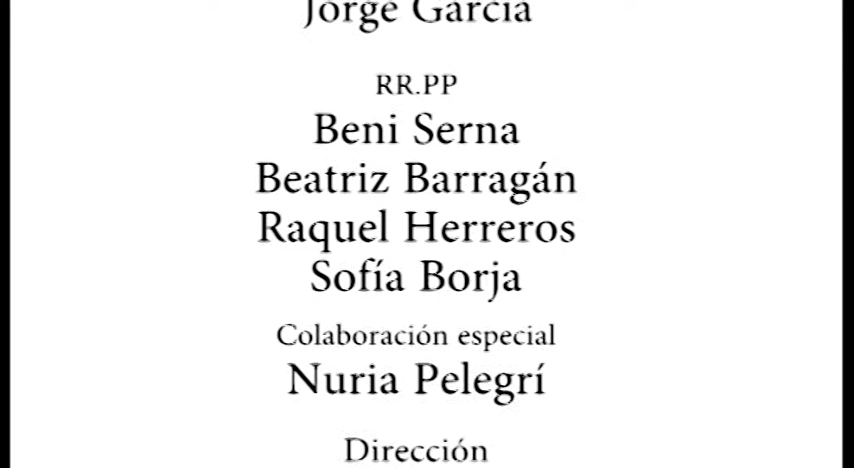 Jorge García
RR.PP
Beni Serna
Beatriz Barragán
Raquel Herreros
Sofía Borja
Colaboración especial
Nuria Pelegrí
Dirección